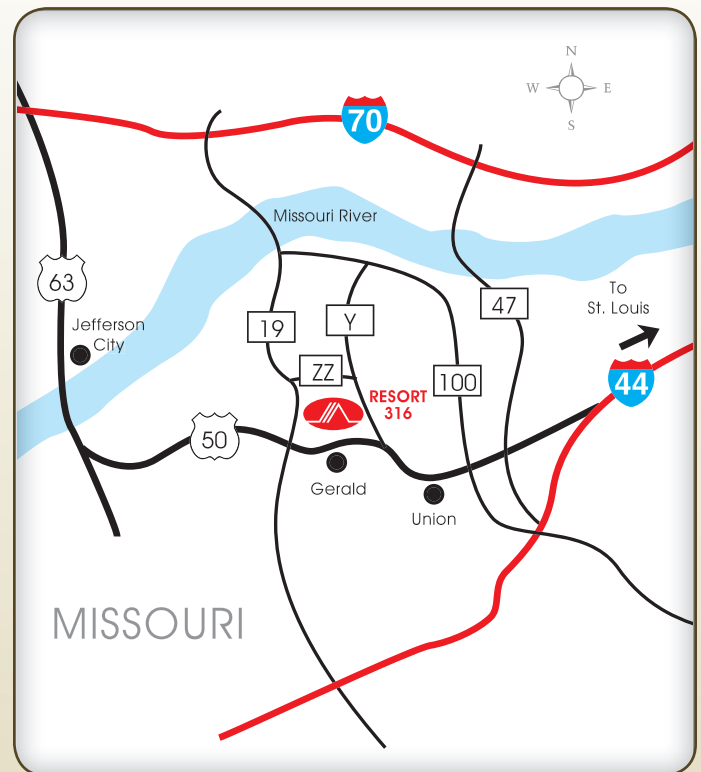 N
W
E
S
70
Missouri River
63
To
St. Louis
47
Jefferson
City
19
Y
ZZ
100
44
RESORT
316
50
Gerald
Union
MISSOURI